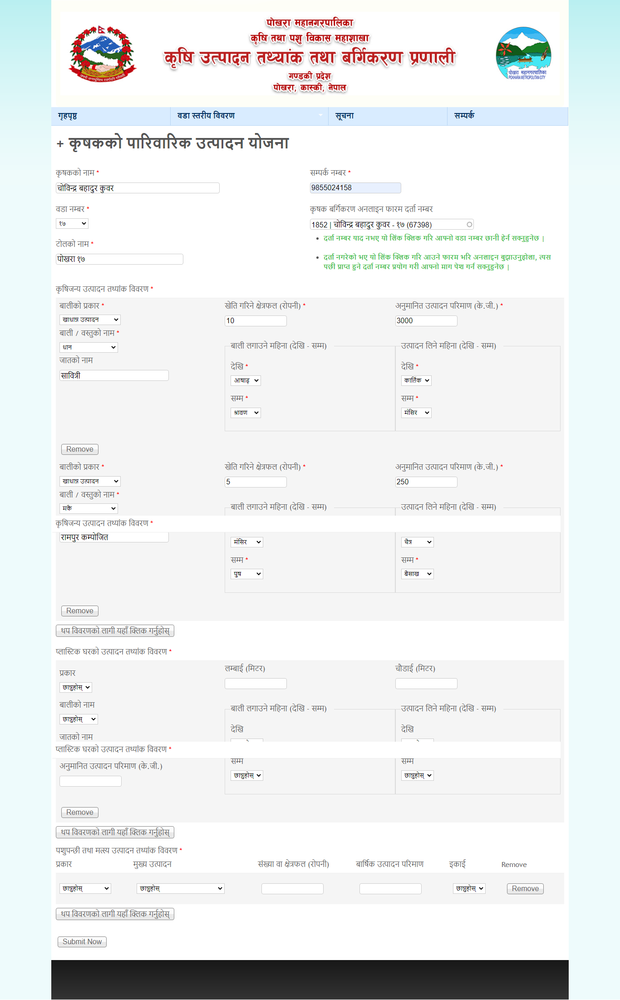 पोखरा महानगरपालिका
कृषि तथा पशु विकास महाशाखा
कृषि उत्पादन तथ्यांक तथा बर्गिकरण प्रणाली
गण्डकी प्रदेश
पोखरा, कास्की, नेपाल
पोखरा महानगरपालिका
POKHARA METROPOLITAN CITY
गृहपृष्ठ
वडा स्तरीय विवरण
सूचना
सम्पर्क
+ कृषकको पारिवारिक उत्पादन योजना
कृषकको नाम *
सम्पर्क नम्बर *
चोविन्द्र बहादुर कुवर
9855024158
वडा नम्बर *
कृषक बर्गिकरण अनलाइन फारम दर्ता नम्बर
१७
1852 | चोविन्द्र बहादुर कुवर - १७ (67398)
दर्ता नम्बर याद नभए यो लिंक क्लिक गरि आफ्नो वडा नम्बर छानी हेर्न सक्नुहुनेछ |
टोलको नाम *
पोखरा १७
दर्ता नगरेको भए यो लिंक क्लिक गरि आउने फारम भरि अनलाइन बुझाउनुहोला, त्यस
पछी प्राप्त हुने दर्ता नम्बर प्रयोग गरी आफ्नो माग पेश गर्न सक्नुहुनेछ |
कृषिजन्य उत्पादन तथ्यांक विवरण *
बालीको प्रकार *
खेति गरिने क्षेत्रफल (रोपनी) *
अनुमानित उत्पादन परिमाण (के.जी.) *
खाधान्न उत्पादन
10
3000
बाली / वस्तुको नाम *
धान
बाली लगाउने महिना (देखि - सम्म)
उत्पादन लिने महिना (देखि - सम्म)
जातको नाम
देखि *
देखि *
सावित्री
आषाढ़
कार्तिक
सम्म *
सम्म *
श्रावण
मंसिर
Remove
बालीको प्रकार *
खेति गरिने क्षेत्रफल (रोपनी) *
अनुमानित उत्पादन परिमाण (के.जी.) *
खाधान्न उत्पादन
5
250
बाली / वस्तुको नाम *
मकै
बाली लगाउने महिना (देखि - सम्म)
उत्पादन लिने महिना (देखि - सम्म)
कृषिजन्य उत्पादन तथ्यांक विवरण *
रामपुर कम्पोजित
मंसिर
चैत्र
सम्म *
सम्म *
पुष
बैसाख
Remove
थप विवरणको लागी यहाँ क्लिक गर्नुहोस्
प्लास्टिक घरको उत्पादन तथ्यांक विवरण *
प्रकार
लम्बाई (मिटर)
चौडाई (मिटर)
छान्नुहोस्
बालीको नाम
बाली लगाउने महिना (देखि - सम्म)
उत्पादन लिने महिना (देखि - सम्म)
छान्नुहोस्
देखि
देखि
जातको नाम
प्लास्टिक घरको उत्पादन तथ्यांक विवरण *
सम्म
सम्म
अनुमानित उत्पादन परिमाण (के.जी.)
छान्नुहोस्
छान्नुहोस्
Remove
थप विवरणको लागी यहाँ क्लिक गर्नुहोस्
पशुपन्छी तथा मत्स्य उत्पादन तथ्यांक विवरण *
प्रकार
मुख्य उत्पादन
संख्या वा क्षेत्रफल (रोपनी)
बार्षिक उत्पादन परिमाण
इकाई
Remove
छान्नुहोस्
छान्नुहोस्
छान्नुहोस्
Remove
थप विवरणको लागी यहाँ क्लिक गर्नुहोस्
Submit Now